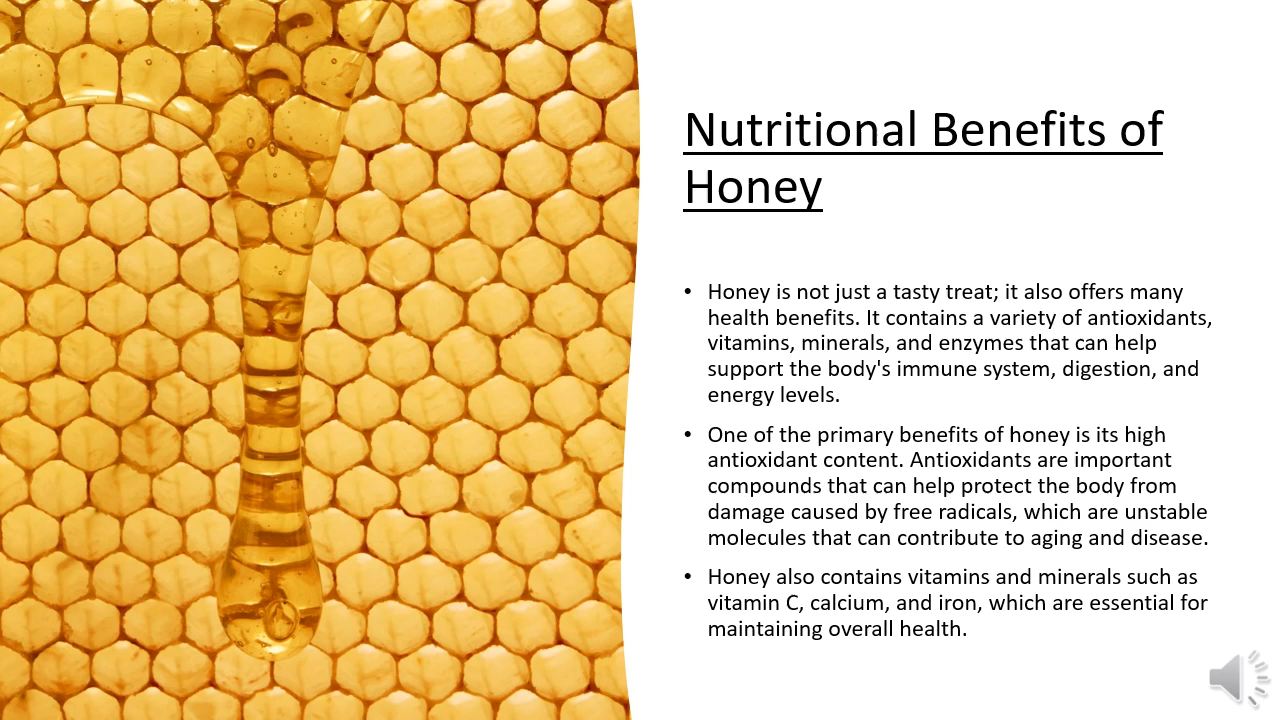 Nutritional Benefits of
Honey
• Honey is not just a tasty treat; it also offers many
health benefits. It contains a variety of antioxidants,
vitamins, minerals, and enzymes that can help
support the body's immune system, digestion, and
energy levels.
• One of the primary benefits of honey is its high
antioxidant content. Antioxidants are important
compounds that can help protect the body from
damage caused by free radicals, which are unstable
molecules that can contribute to aging and disease.
• Honey also contains vitamins and minerals such as
vitamin C, calcium, and iron, which are essential for
maintaining overall health.